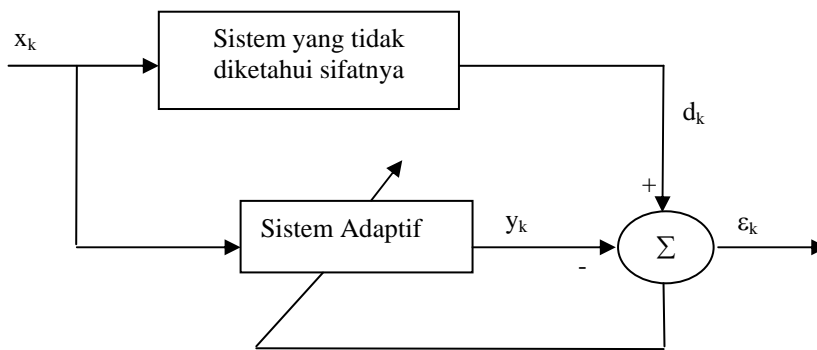 x_k
Sistem yang tidak
diketahui sifatnya
d_k
+
Sistem Adaptif
y_k
-
Σ
ε_k